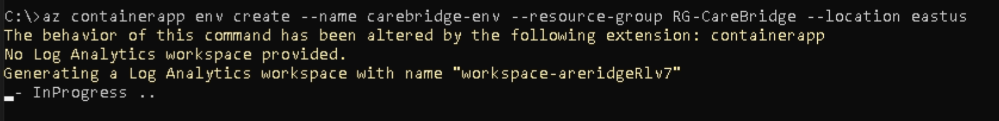 C:\>az containerapp env create --name carebridge-env --resource-group RG-CareBridge --location eastus
The behavior of this command has been altered by the following extension: containerapp
No Log Analytics workspace provided.
Generating a Log Analytics workspace with name "workspace-areridgeRlv7"
- InProgress ..